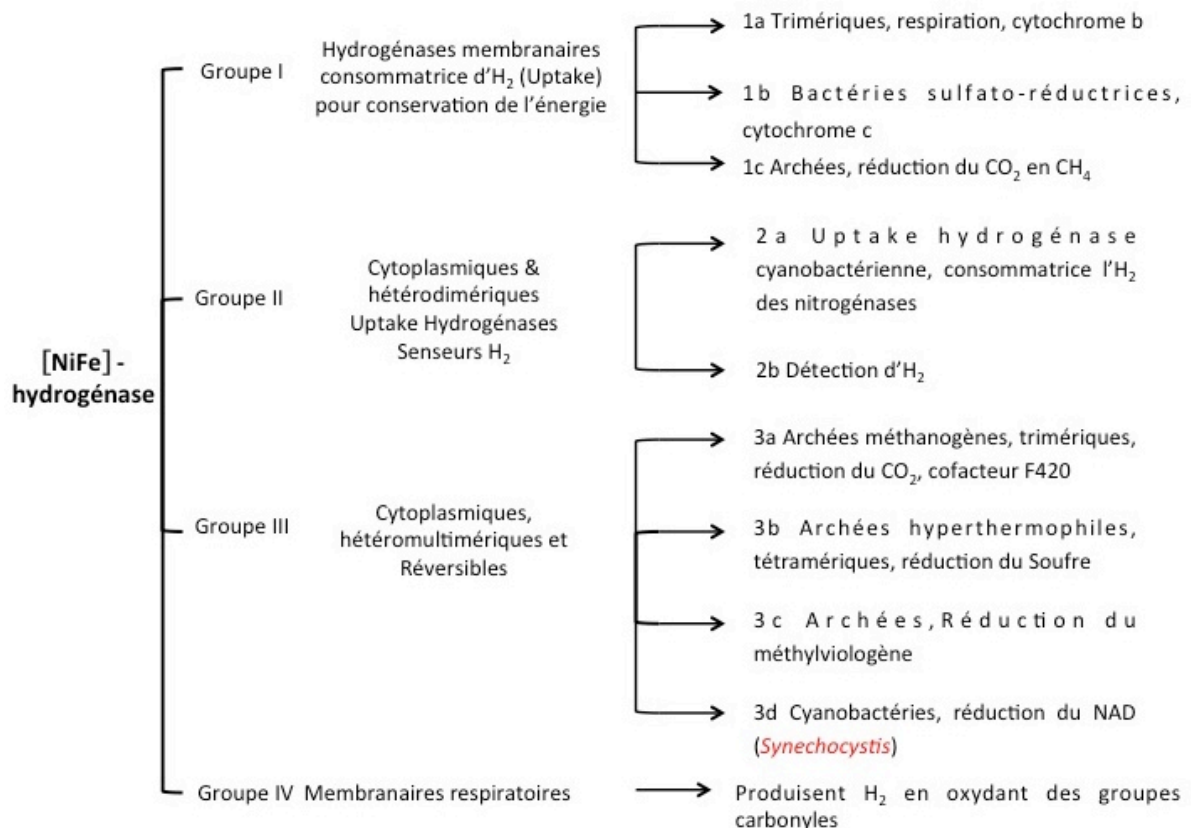 [NiFe] -
hydrogénase
Groupe I
Hydrogénases membranaires
consommatrice d'H₂ (Uptake)
pour conservation de l'énergie
1a Trimériques, respiration, cytochrome b
1b Bactéries sulfato-réductrices,
cytochrome c
1c Archées, réduction du CO₂ en CH₄
Groupe II
Cytoplasmiques &
hétérodimériques
Uptake Hydrogénases
Senseurs H₂
2a Uptake hydrogénase
cyanobactérienne, consommatrice l'H₂
des nitrogénases
2b Détection d'H₂
Groupe III
Cytoplasmiques,
hétéromultimériques et
Réversibles
3a Archées méthanogènes, trimériques,
réduction du CO₂, cofacteur F420
3b Archées hyperthermophiles,
tétramériques, réduction du Soufre
3c Archées, Réduction du
méthylviologène
3d Cyanobactéries, réduction du NAD
(Synechocystis)
Groupe IV Membranaires respiratoires
Produisent H₂ en oxydant des groupes
carbonyles